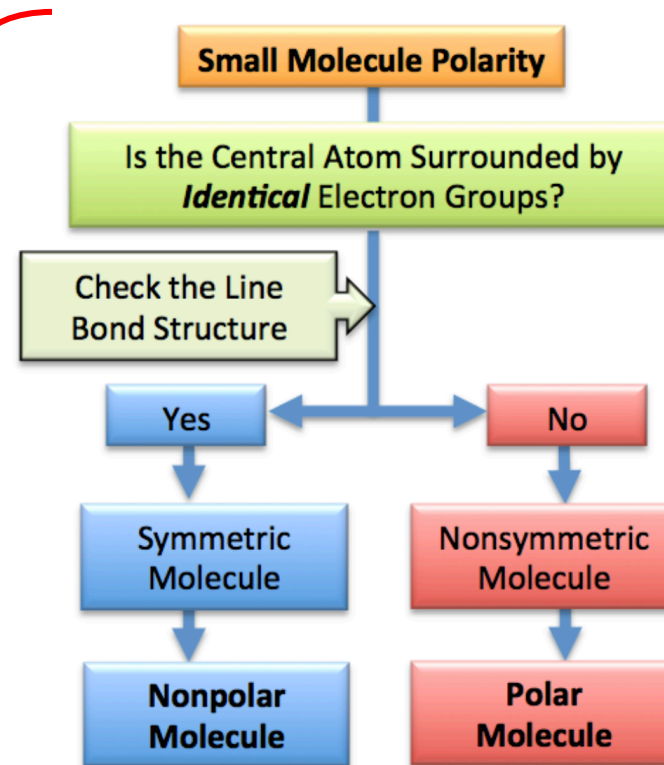 Small Molecule Polarity
Is the Central Atom Surrounded by
Identical Electron Groups?
Check the Line
Bond Structure
Yes
No
Symmetric
Molecule
Nonsymmetric
Molecule
Nonpolar
Molecule
Polar
Molecule